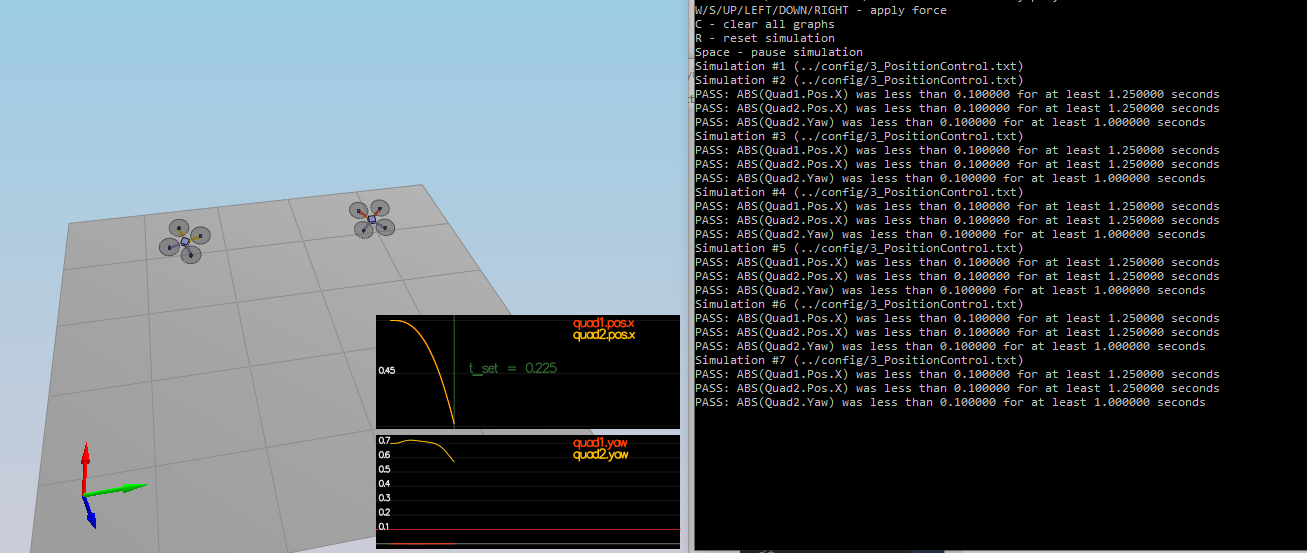 W/S/UP/LEFT/DOWN/RIGHT - apply force
C - clear all graphs
R - reset simulation
Space - pause simulation
Simulation #1 (../config/3_PositionControl.txt)
Simulation #2 (../config/3_PositionControl.txt)
PASS: ABS(Quad1.Pos.X) was less than 0.100000 for at least 1.250000 seconds
PASS: ABS(Quad2.Pos.X) was less than 0.100000 for at least 1.250000 seconds
PASS: ABS(Quad2.Yaw) was less than 0.100000 for at least 1.000000 seconds
Simulation #3 (../config/3_PositionControl.txt)
PASS: ABS(Quad1.Pos.X) was less than 0.100000 for at least 1.250000 seconds
PASS: ABS(Quad2.Pos.X) was less than 0.100000 for at least 1.250000 seconds
PASS: ABS(Quad2.Yaw) was less than 0.100000 for at least 1.000000 seconds
Simulation #4 (../config/3_PositionControl.txt)
PASS: ABS(Quad1.Pos.X) was less than 0.100000 for at least 1.250000 seconds
PASS: ABS(Quad2.Pos.X) was less than 0.100000 for at least 1.250000 seconds
PASS: ABS(Quad2.Yaw) was less than 0.100000 for at least 1.000000 seconds
Simulation #5 (../config/3_PositionControl.txt)
PASS: ABS(Quad1.Pos.X) was less than 0.100000 for at least 1.250000 seconds
PASS: ABS(Quad2.Pos.X) was less than 0.100000 for at least 1.250000 seconds
PASS: ABS(Quad2.Yaw) was less than 0.100000 for at least 1.000000 seconds
Simulation #6 (../config/3_PositionControl.txt)
PASS: ABS(Quad1.Pos.X) was less than 0.100000 for at least 1.250000 seconds
PASS: ABS(Quad2.Pos.X) was less than 0.100000 for at least 1.250000 seconds
PASS: ABS(Quad2.Yaw) was less than 0.100000 for at least 1.000000 seconds
Simulation #7 (../config/3_PositionControl.txt)
PASS: ABS(Quad1.Pos.X) was less than 0.100000 for at least 1.250000 seconds
PASS: ABS(Quad2.Pos.X) was less than 0.100000 for at least 1.250000 seconds
PASS: ABS(Quad2.Yaw) was less than 0.100000 for at least 1.000000 seconds
quad1.pos.x
quad2.pos.x
t_set = 0.225
0.45
quad1.yaw
quad2.yaw
0.7
0.6
0.5
0.4
0.3
0.2
0.1